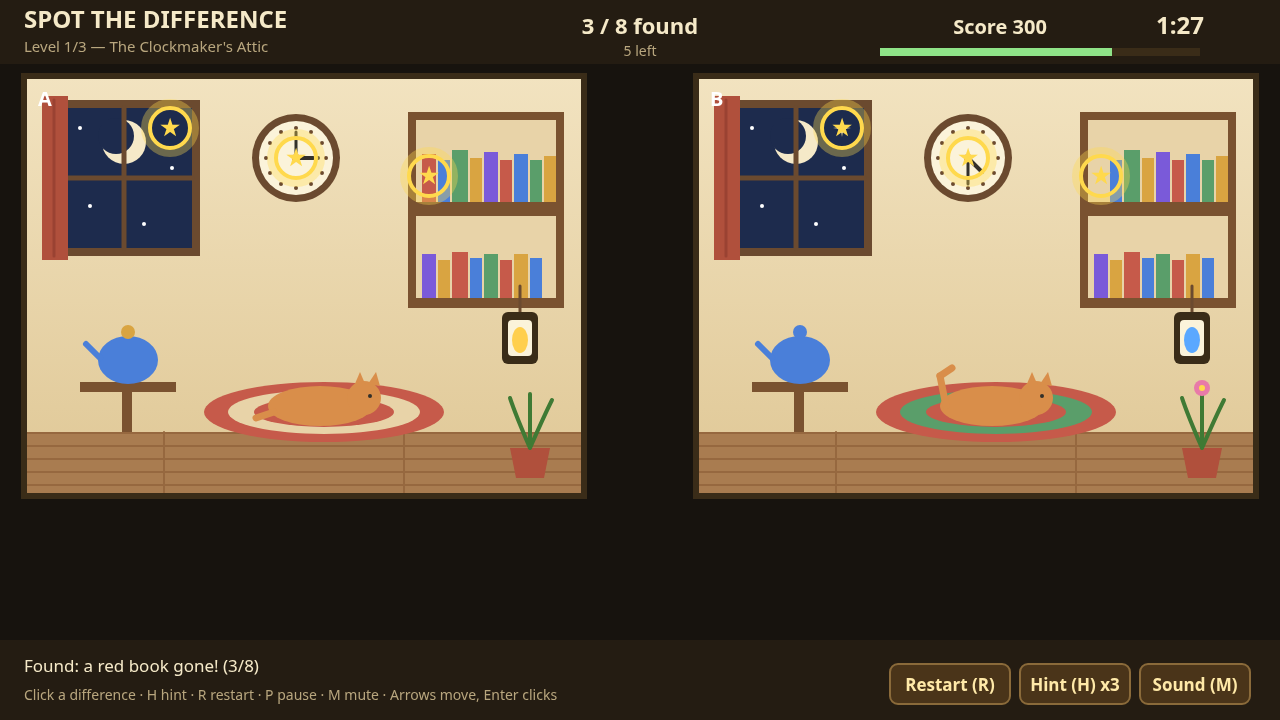 SPOT THE DIFFERENCE
Level 1/3 — The Clockmaker's Attic
3 / 8 found
5 left
Score 300
1:27
A
B
Found: a red book gone! (3/8)
Click a difference · H hint · R restart · P pause · M mute · Arrows move, Enter clicks
Restart (R)
Hint (H) x3
Sound (M)